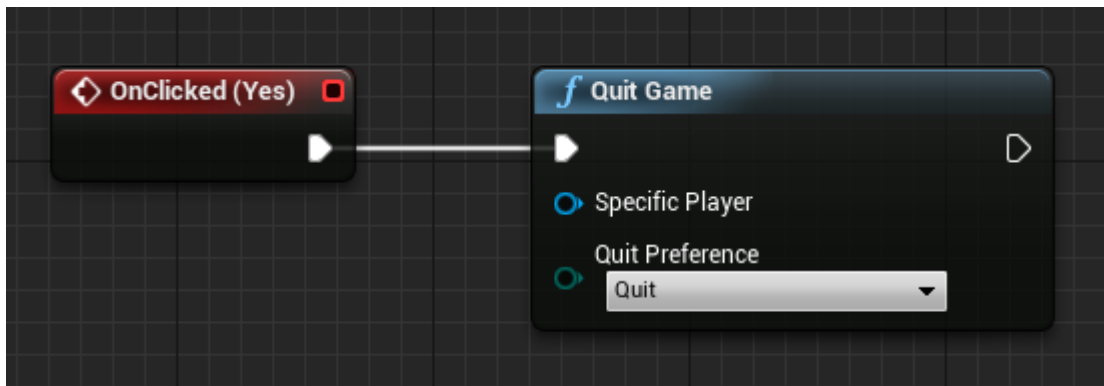 OnClicked (Yes)
Quit Game
Specific Player
Quit Preference
Quit